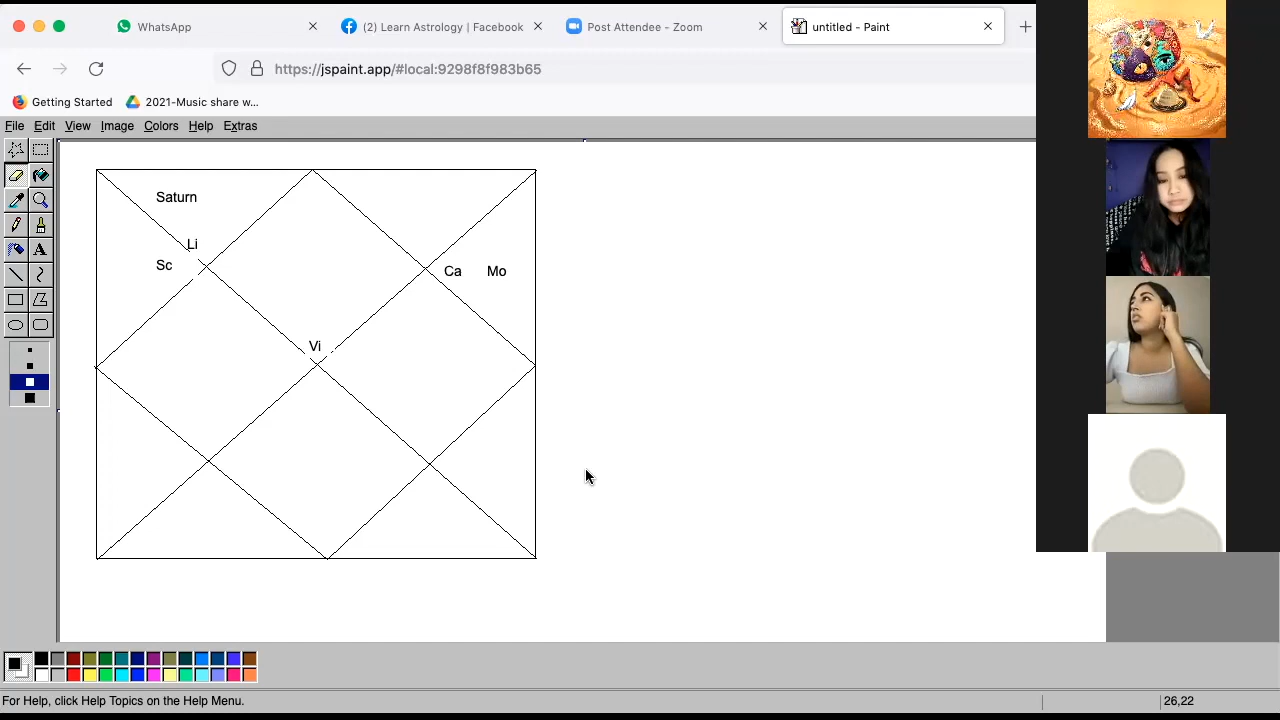 WhatsApp
(2) Learn Astrology | Facebook
Post Attendee - Zoom
untitled - Paint
https://jspaint.app/#local:9298f8f983b65
Getting Started
2021-Music share w...
File Edit View Image Colors Help Extras
Saturn
Li
Sc
Ca Mo
Vi
For Help, click Help Topics on the Help Menu.
26,22